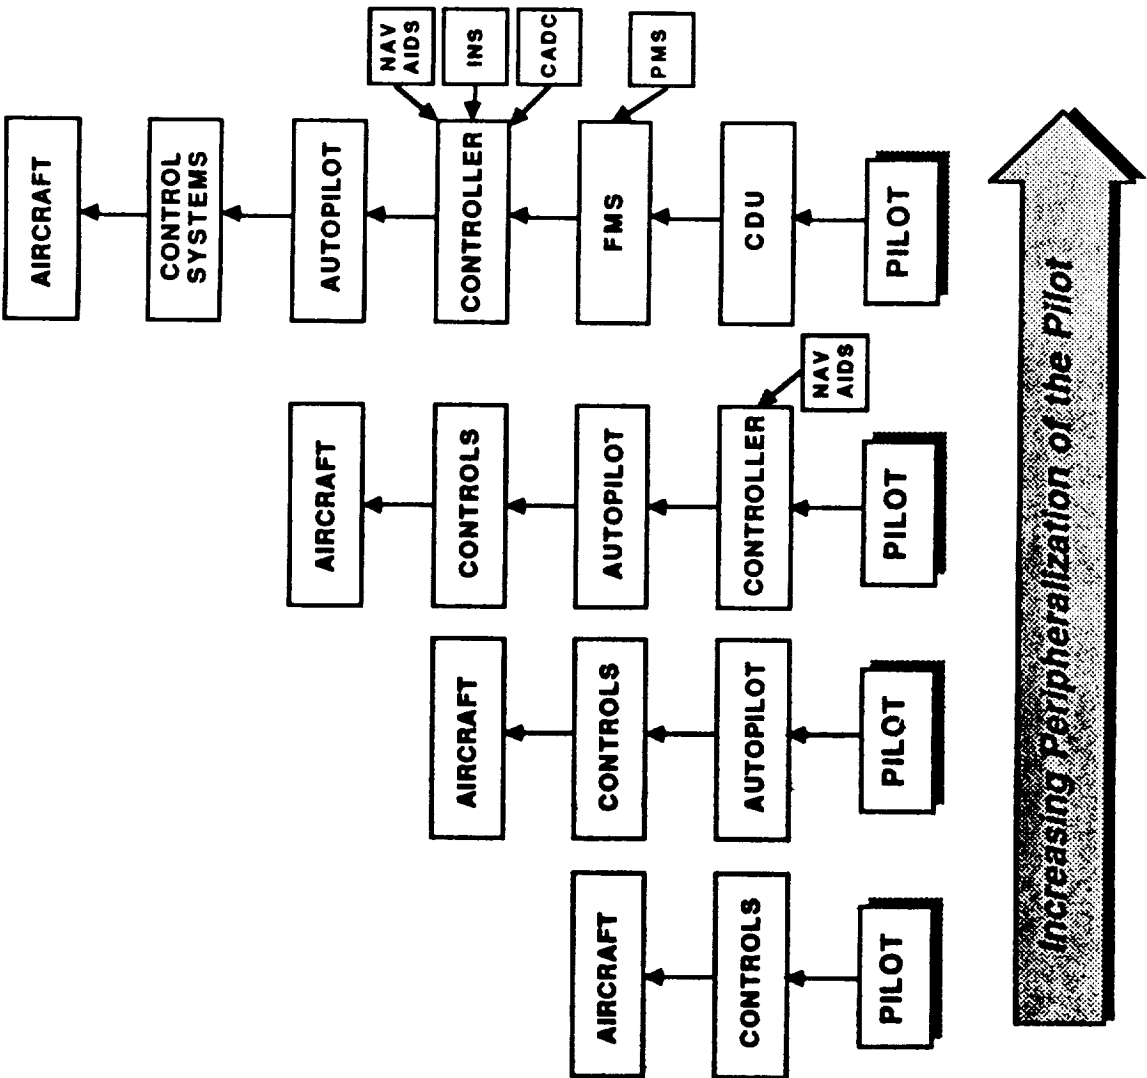 AIRCRAFT
CONTROLS
PILOT
AIRCRAFT
CONTROLS
AUTOPILOT
PILOT
AIRCRAFT
CONTROLS
AUTOPILOT
CONTROLLER
NAV
AIDS
PILOT
AIRCRAFT
CONTROL
SYSTEMS
AUTOPILOT
NAV
AIDS
CONTROLLER
INS
CADC
FMS
PMS
CDU
PILOT
Increasing Peripheralization of the Pilot